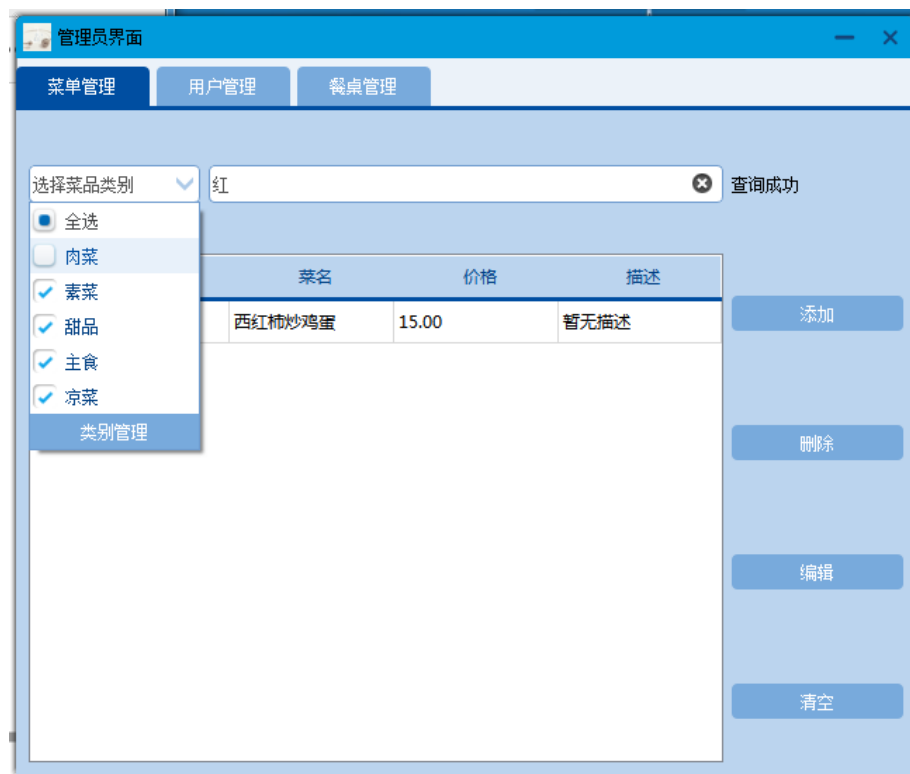 管理员界面
菜单管理 用户管理 餐桌管理
选择菜品类别 红 查询成功
全选
肉菜
素菜
甜品
主食
凉菜
类别管理
菜名 价格 描述
西红柿炒鸡蛋 15.00 暂无描述
添加
删除
编辑
清空